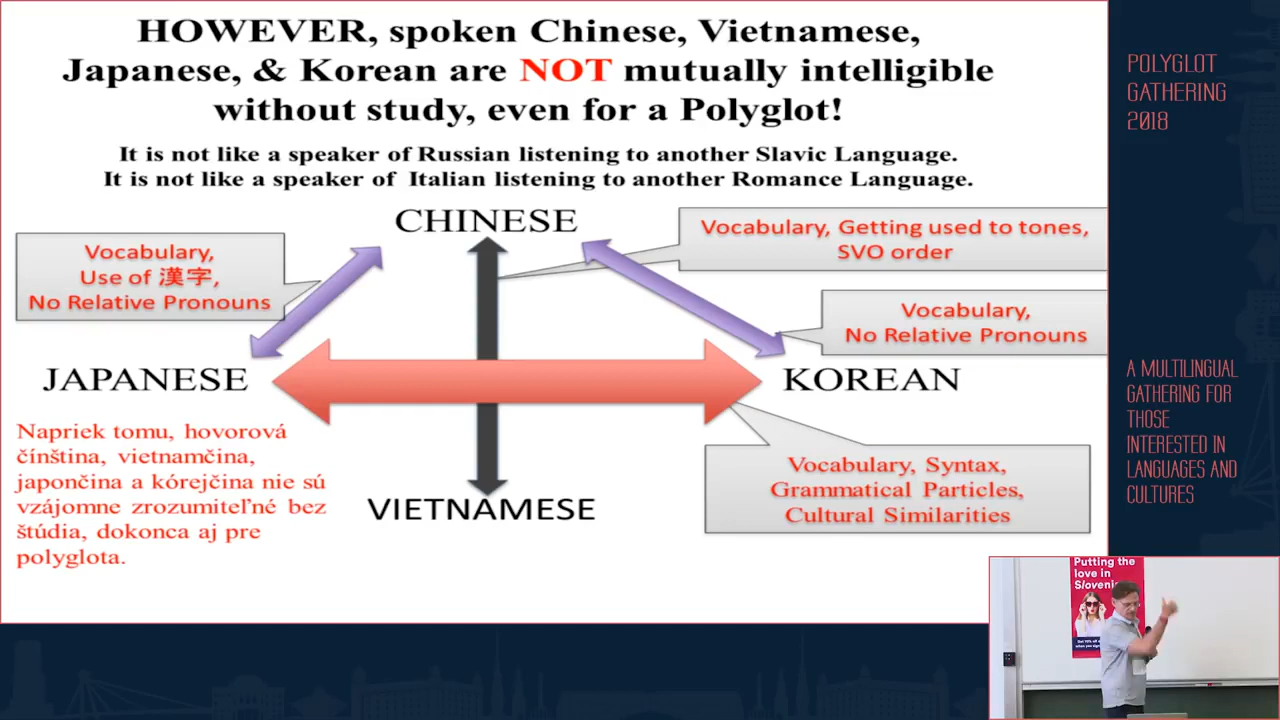 HOWEVER, spoken Chinese, Vietnamese,
Japanese, & Korean are NOT mutually intelligible
without study, even for a Polyglot!
It is not like a speaker of Russian listening to another Slavic Language.
It is not like a speaker of Italian listening to another Romance Language.
CHINESE
Vocabulary, Getting used to tones,
SVO order
Vocabulary,
Use of 漢字,
No Relative Pronouns
Vocabulary,
No Relative Pronouns
JAPANESE
KOREAN
Napriek tomu, hovorová
čínština, vietnamčina,
japončina a kórejčina nie sú
vzájomne zrozumiteľné bez
štúdia, dokonca aj pre
polyglota.
VIETNAMESE
Vocabulary, Syntax,
Grammatical Particles,
Cultural Similarities
POLYGLOT
GATHERING
2018
A MULTILINGUAL
GATHERING FOR
THOSE
INTERESTED IN
LANGUAGES AND
CULTURES
Putting the
love in
Sloveni